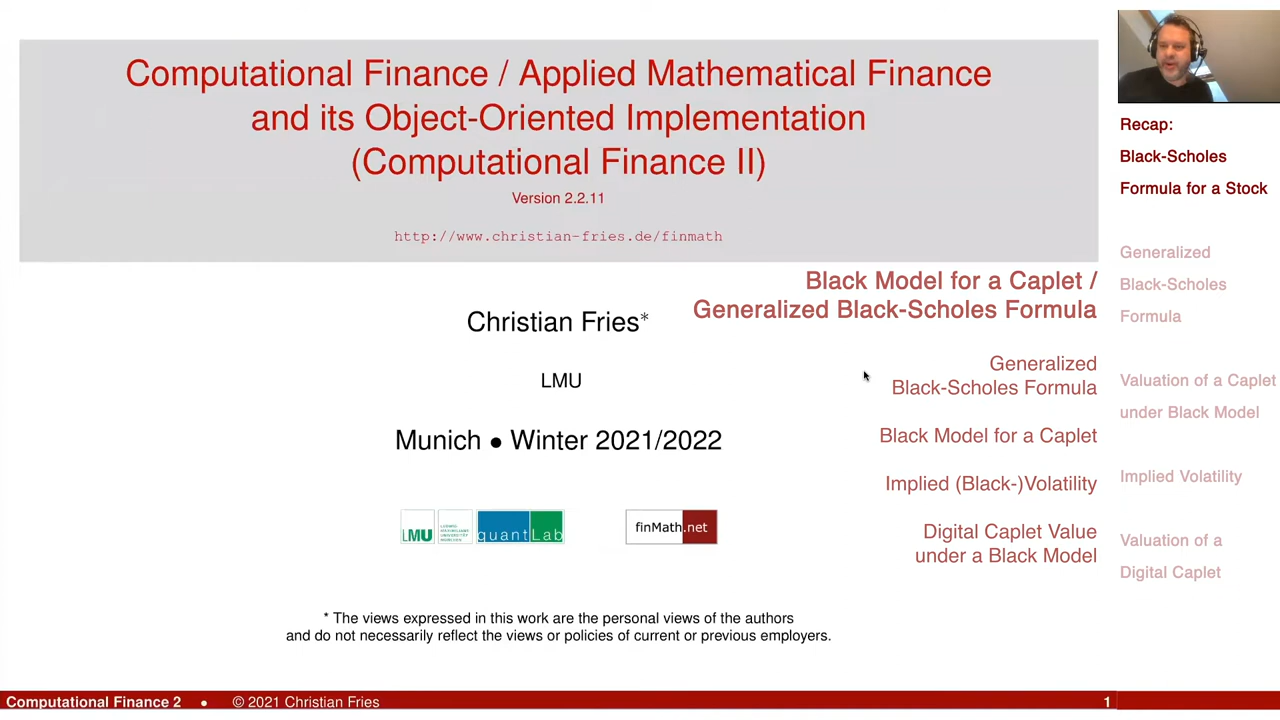 Computational Finance / Applied Mathematical Finance
and its Object-Oriented Implementation
(Computational Finance II)
Version 2.2.11
http://www.christian-fries.de/finmath
Christian Fries*
LMU
Munich • Winter 2021/2022
LMU
LUDWIG-
MAXIMILIANS-
UNIVERSITÄT
MÜNCHEN
quantLab
finMath.net
* The views expressed in this work are the personal views of the authors
and do not necessarily reflect the views or policies of current or previous employers.
Black Model for a Caplet /
Generalized Black-Scholes Formula
Generalized
Black-Scholes Formula
Black Model for a Caplet
Implied (Black-)Volatility
Digital Caplet Value
under a Black Model
Recap:
Black-Scholes
Formula for a Stock
Generalized
Black-Scholes
Formula
Valuation of a Caplet
under Black Model
Implied Volatility
Valuation of a
Digital Caplet
Computational Finance 2 • © 2021 Christian Fries 1